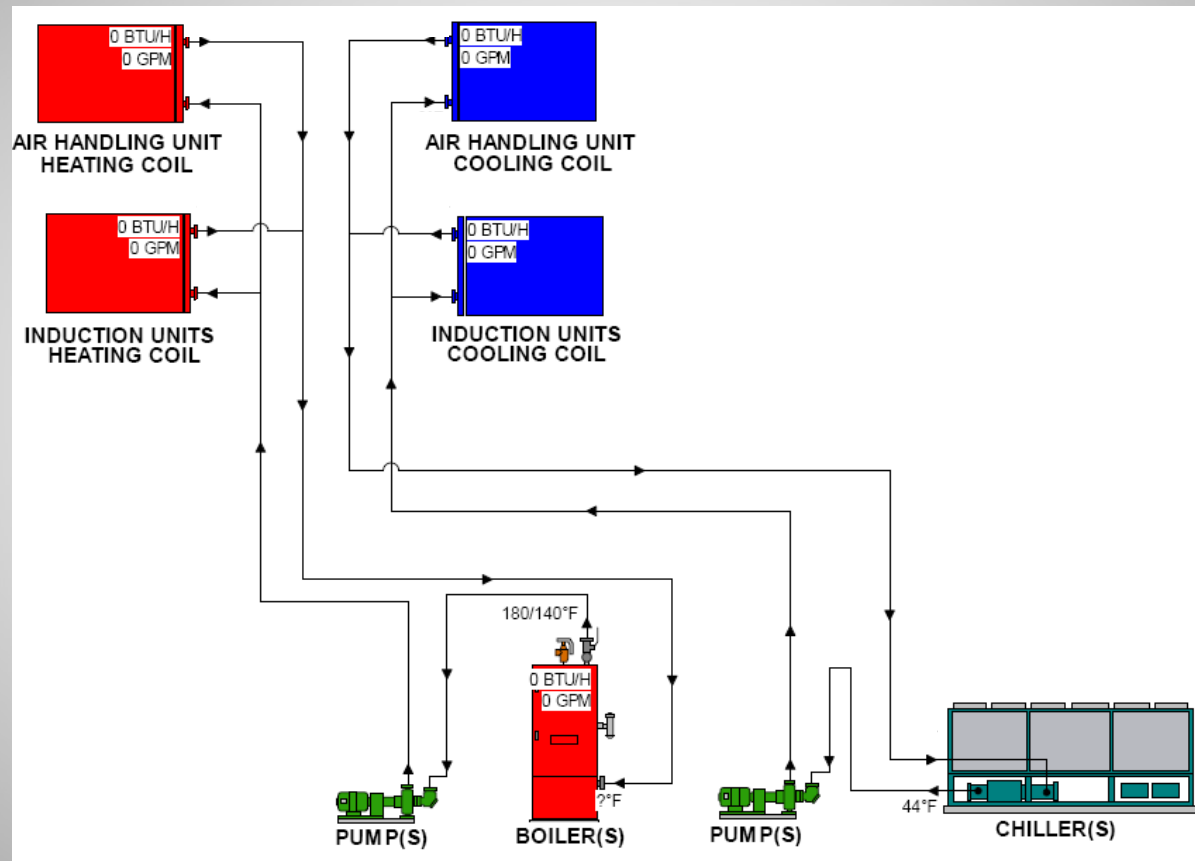 0 BTU/H
0 GPM
AIR HANDLING UNIT
HEATING COIL
0 BTU/H
0 GPM
AIR HANDLING UNIT
COOLING COIL
0 BTU/H
0 GPM
INDUCTION UNITS
HEATING COIL
0 BTU/H
0 GPM
INDUCTION UNITS
COOLING COIL
180/140°F
0 BTU/H
0 GPM
?°F
44°F
PUMP(S)
BOILER(S)
PUMP(S)
CHILLER(S)